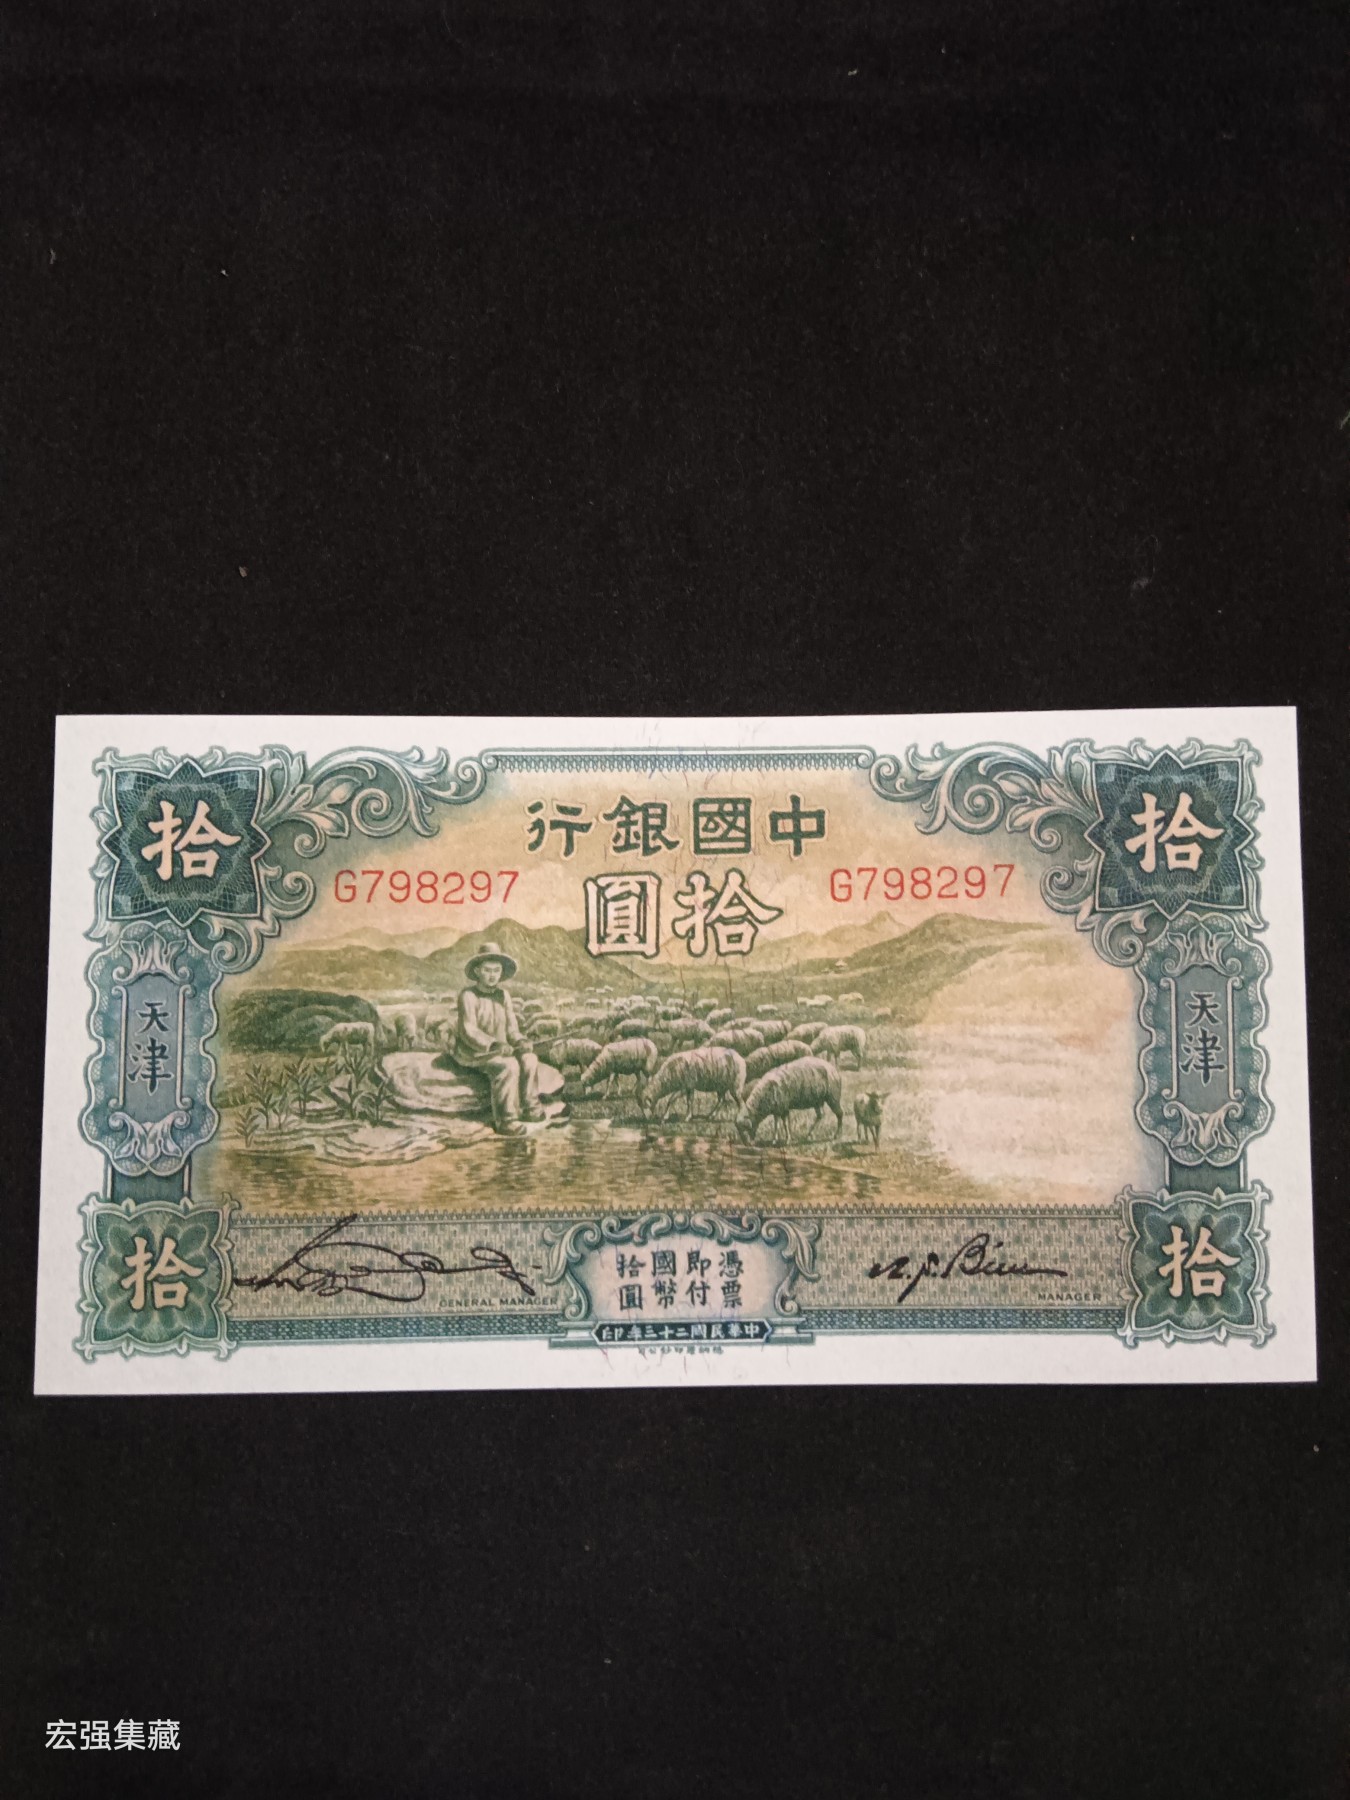 拾
拾
行銀國中
G798297
G798297
圓拾
天津
天津
拾
拾
憑票
即付
國幣
拾圓
GENERAL MANAGER
MANAGER
印年三十二國民華中
宏强集藏